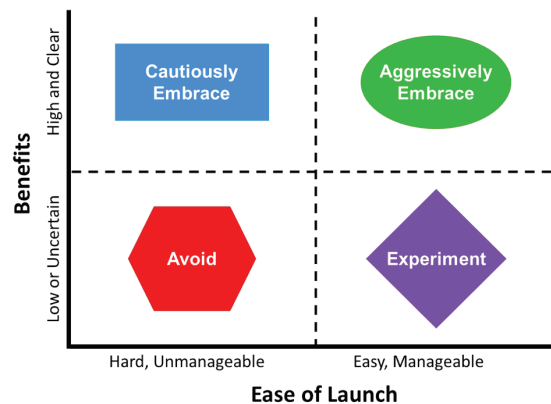 Benefits
High and Clear
Low or Uncertain
Cautiously
Embrace
Aggressively
Embrace
Avoid
Experiment
Hard, Unmanageable
Easy, Manageable
Ease of Launch